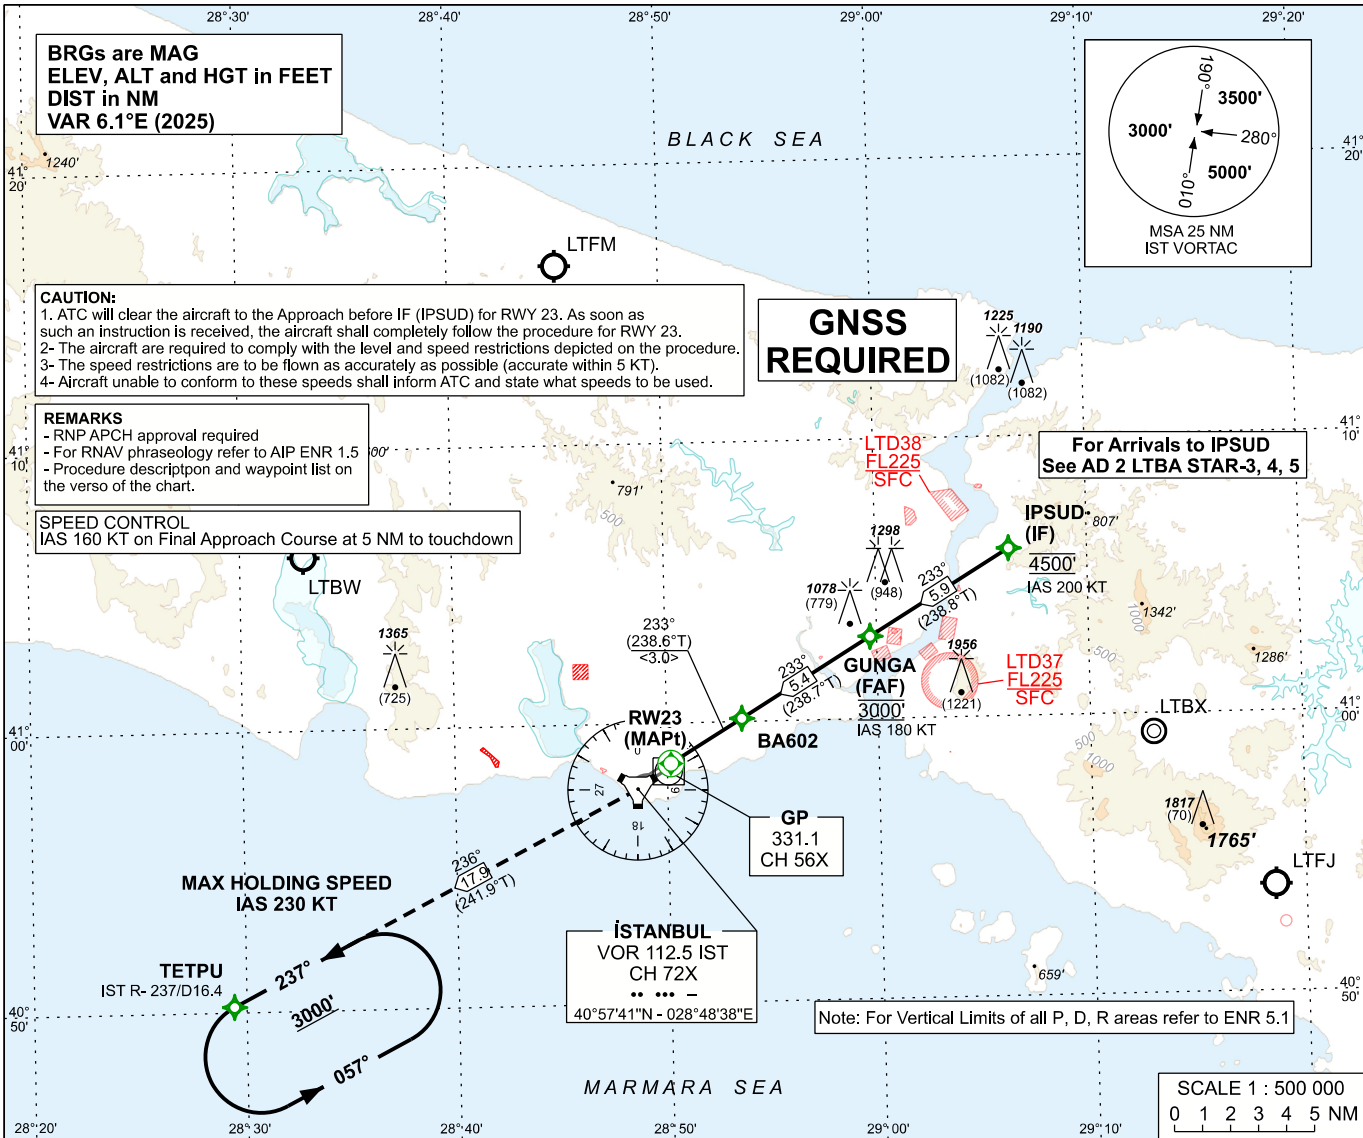 28°30'
28°40'
28°50'
29°00'
29°10'
29°20'
BRGs are MAG
ELEV, ALT and HGT in FEET
DIST in NM
VAR 6.1°E (2025)
1240'
41°
20'
BLACK SEA
190°
3500'
3000'
280°
5000'
010°
MSA 25 NM
IST VORTAC
41°
20'
LTFM
CAUTION:
1. ATC will clear the aircraft to the Approach before IF (IPSUD) for RWY 23. As soon as
such an instruction is received, the aircraft shall completely follow the procedure for RWY 23.
2- The aircraft are required to comply with the level and speed restrictions depicted on the procedure.
3- The speed restrictions are to be flown as accurately as possible (accurate within 5 KT).
4- Aircraft unable to conform to these speeds shall inform ATC and state what speeds to be used.
GNSS
REQUIRED
1225
1190
(1082)
(1082)
REMARKS
- RNP APCH approval required
- For RNAV phraseology refer to AIP ENR 1.5
- Procedure descriptpon and waypoint list on
the verso of the chart.
41°
10'
SPEED CONTROL
IAS 160 KT on Final Approach Course at 5 NM to touchdown
LTBW
791'
500
LTD38
FL225
SFC
For Arrivals to IPSUD
See AD 2 LTBA STAR-3, 4, 5
41°
10'
IPSUD
(IF)
4500'
IAS 200 KT
807'
1298
(948)
1078
(779)
233°
5.9
(238.8°T)
1342'
1000
500
1286'
1365
(725)
233°
(238.6°T)
<3.0>
233°
5.4
(238.7°T)
GUNGA
(FAF)
3000'
IAS 180 KT
1956
(1221)
LTD37
FL225
SFC
LTBX
500
1000
41°
00'
41°
00'
RW23
(MAPt)
BA602
27
18
9
GP
331.1
CH 56X
1817
(70)
1765'
LTFJ
236°
17.9
(241.9°T)
MAX HOLDING SPEED
IAS 230 KT
İSTANBUL
VOR 112.5 IST
CH 72X
40°57'41"N - 028°48'38"E
TETPU
IST R- 237/D16.4
237°
3000'
057°
659'
40°
50'
40°
50'
Note: For Vertical Limits of all P, D, R areas refer to ENR 5.1
MARMARA SEA
SCALE 1 : 500 000
0 1 2 3 4 5 NM
28°20'
28°30'
28°40'
28°50'
29°00'
29°10'